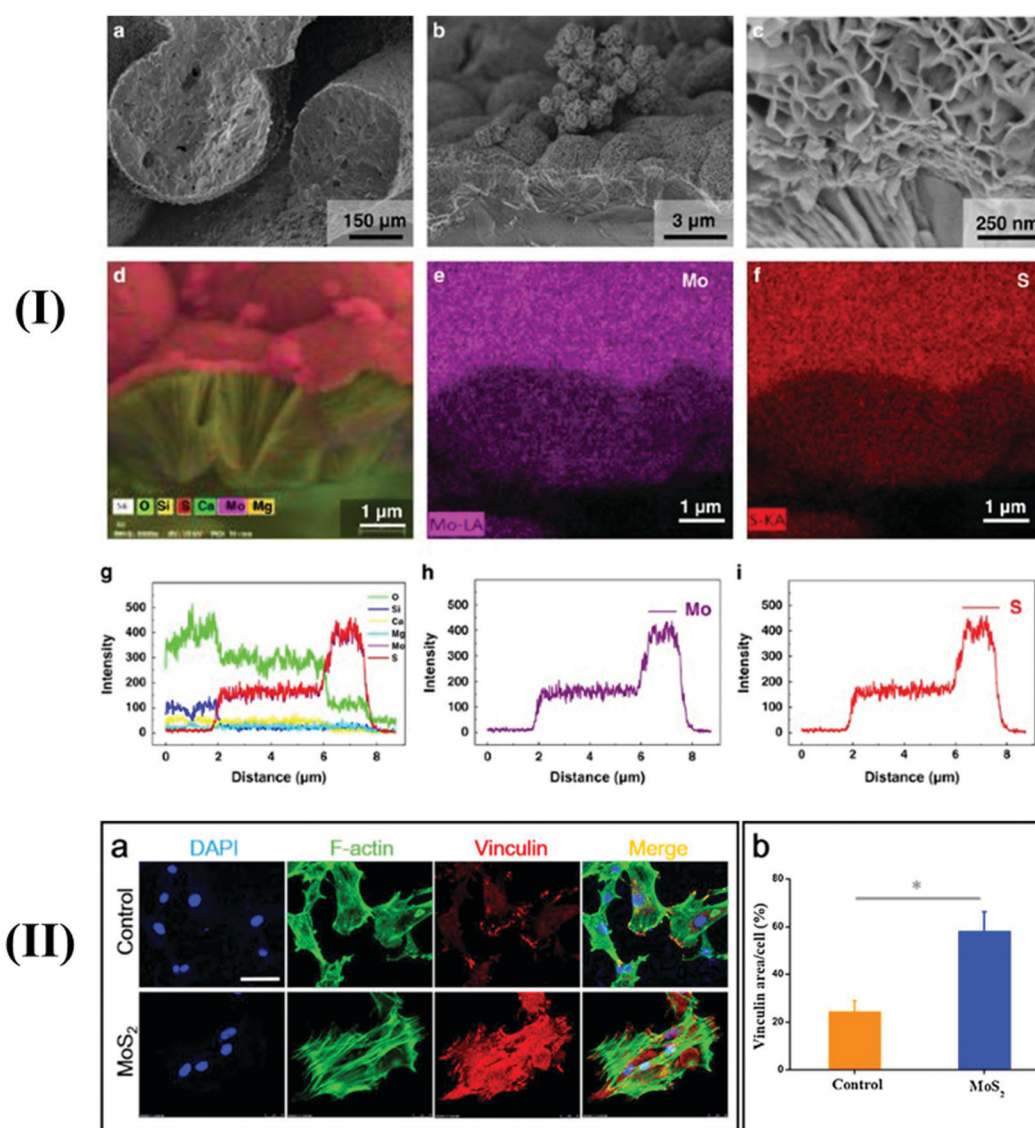 a
b
c
150 µm
3 µm
250 nm
(I)
d
e
Mo
f
S
O Si S Ca Mo Mg
1 µm
Mo-LA
1 µm
S-KA
1 µm
g
h
i
500
400
300
200
100
0
Intensity
O
Si
Ca
Mg
Mo
S
0 2 4 6 8
Distance (µm)
500
400
300
200
100
0
Intensity
Mo
0 2 4 6 8
Distance (µm)
500
400
300
200
100
0
Intensity
S
0 2 4 6 8
Distance (µm)
(II)
a
DAPI F-actin Vinculin Merge
Control
MoS2
b
Vinculin area/cell (%)
80
60
40
20
0
*
Control MoS2